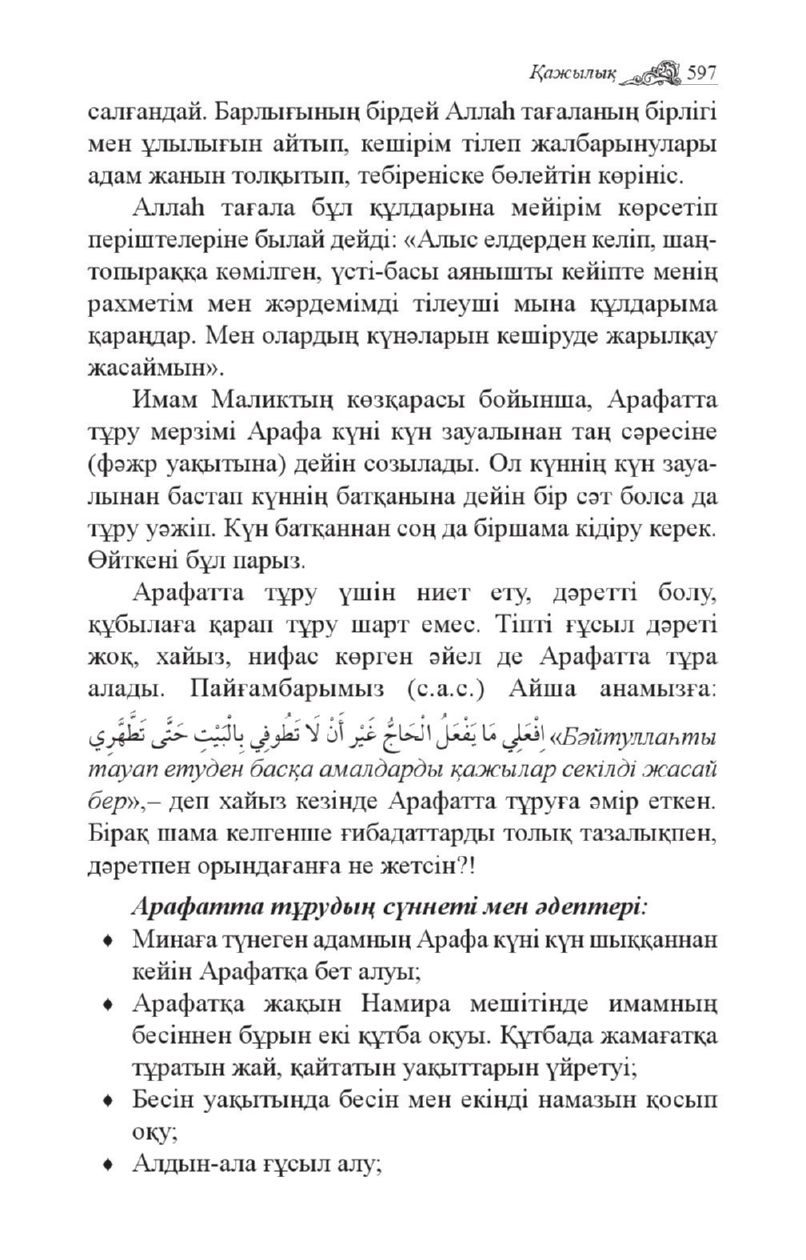 Қажылық 597
салғандай. Барлығының бірдей Аллаһ тағаланың бірлігі
мен ұлылығын айтып, кешірім тілеп жалбарынулары
адам жанын толқытып, тебіреніске бөлейтін көрініс.
Аллаһ тағала бұл құлдарына мейірім көрсетіп
періштелеріне былай дейді: «Алыс елдерден келіп, шаң-
топыраққа көмілген, үсті-басы аянышты кейіпте менің
рахметім мен жәрдемімді тілеуші мына құлдарыма
қараңдар. Мен олардың күнәларын кешіруде жарылқау
жасаймын».
Имам Маликтың көзқарасы бойынша, Арафатта
тұру мерзімі Арафа күні күн зауалынан таң сәресіне
(фәжр уақытына) дейін созылады. Ол күннің күн зауа-
лынан бастап күннің батқанына дейін бір сәт болса да
тұру уәжіп. Күн батқаннан соң да біршама кідіру керек.
Өйткені бұл парыз.
Арафатта тұру үшін ниет ету, дәретті болу,
құбылаға қарап тұру шарт емес. Тіпті ғұсыл дәреті
жоқ, хайыз, нифас көрген әйел де Арафатта тұра
алады. Пайғамбарымыз (с.а.с.) Айша анамызға:
اِفْعَلِي مَا يَفْعَلُ الْحَاجُّ غَيْرَ أَنْ لَا تَطُوفِي بِالْبَيْتِ حَتَّى تَطَّهَّرِي «Бәйтуллаһты
тауап етуден басқа амалдарды қажылар секілді жасай
бер»,– деп хайыз кезінде Арафатта тұруға әмір еткен.
Бірақ шама келгенше ғибадаттарды толық тазалықпен,
дәретпен орындағанға не жетсін?!
Арафатта тұрудың сүннеті мен әдептері:
♦ Минаға түнеген адамның Арафа күні күн шыққаннан
кейін Арафатқа бет алуы;
♦ Арафатқа жақын Намира мешітінде имамның
бесіннен бұрын екі құтба оқуы. Құтбада жамағатқа
тұратын жай, қайтатын уақыттарын үйретуі;
♦ Бесін уақытында бесін мен екінді намазын қосып
оқу;
♦ Алдын-ала ғұсыл алу;